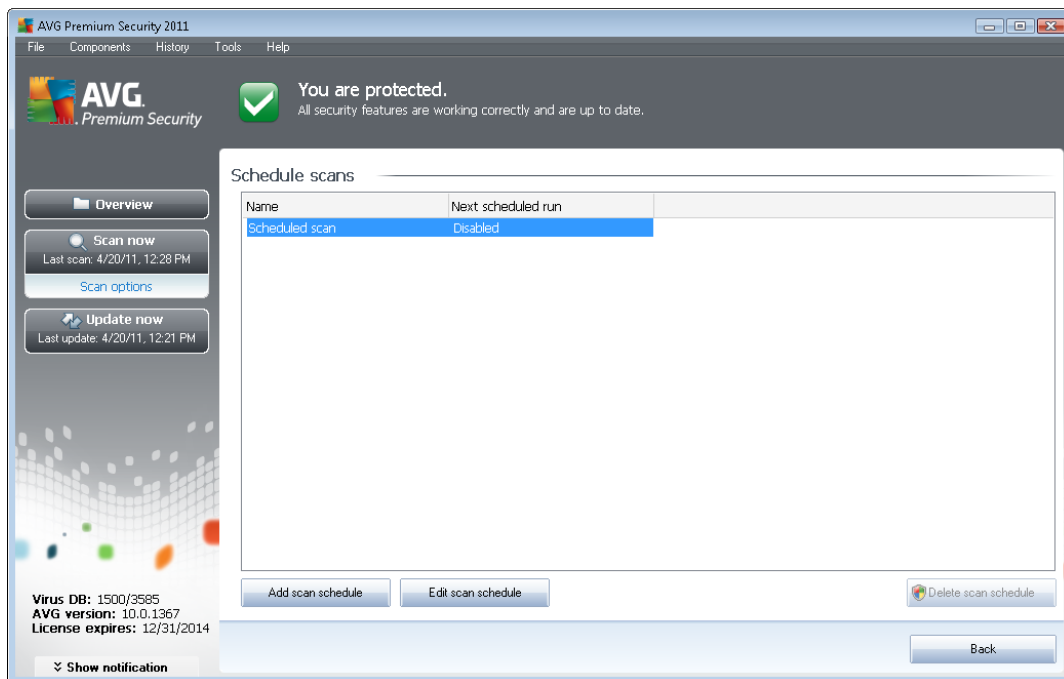 AVG Premium Security 2011
File Components History Tools Help
AVG.
Premium Security
You are protected.
All security features are working correctly and are up to date.
Overview
Scan now
Last scan: 4/20/11, 12:28 PM
Scan options
Update now
Last update: 4/20/11, 12:21 PM
Virus DB: 1500/3585
AVG version: 10.0.1367
License expires: 12/31/2014
Show notification
Schedule scans
Name Next scheduled run
Scheduled scan Disabled
Add scan schedule Edit scan schedule Delete scan schedule
Back